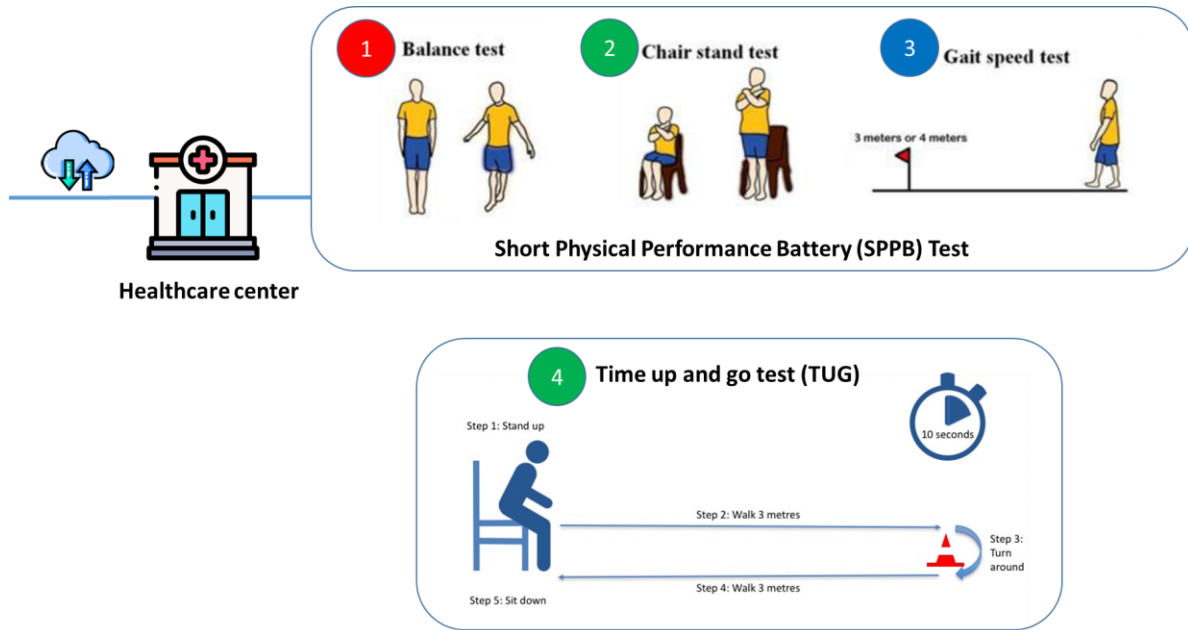 1
Balance test
2
Chair stand test
3
Gait speed test
3 meters or 4 meters
Short Physical Performance Battery (SPPB) Test
Healthcare center
4
Time up and go test (TUG)
10 seconds
Step 1: Stand up
Step 2: Walk 3 metres
Step 3:
Turn
around
Step 4: Walk 3 metres
Step 5: Sit down